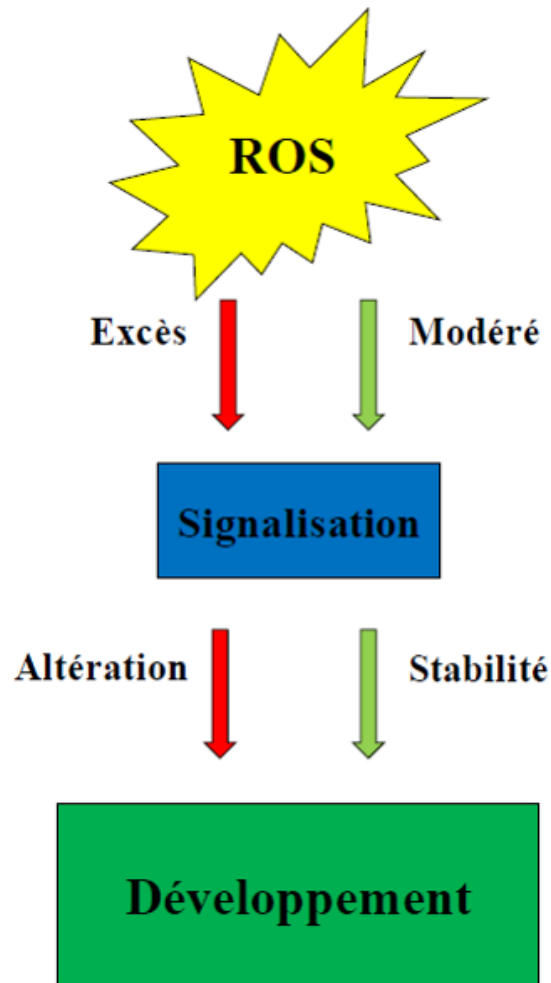 ROS
Excès
Modéré
Signalisation
Altération
Stabilité
Développement